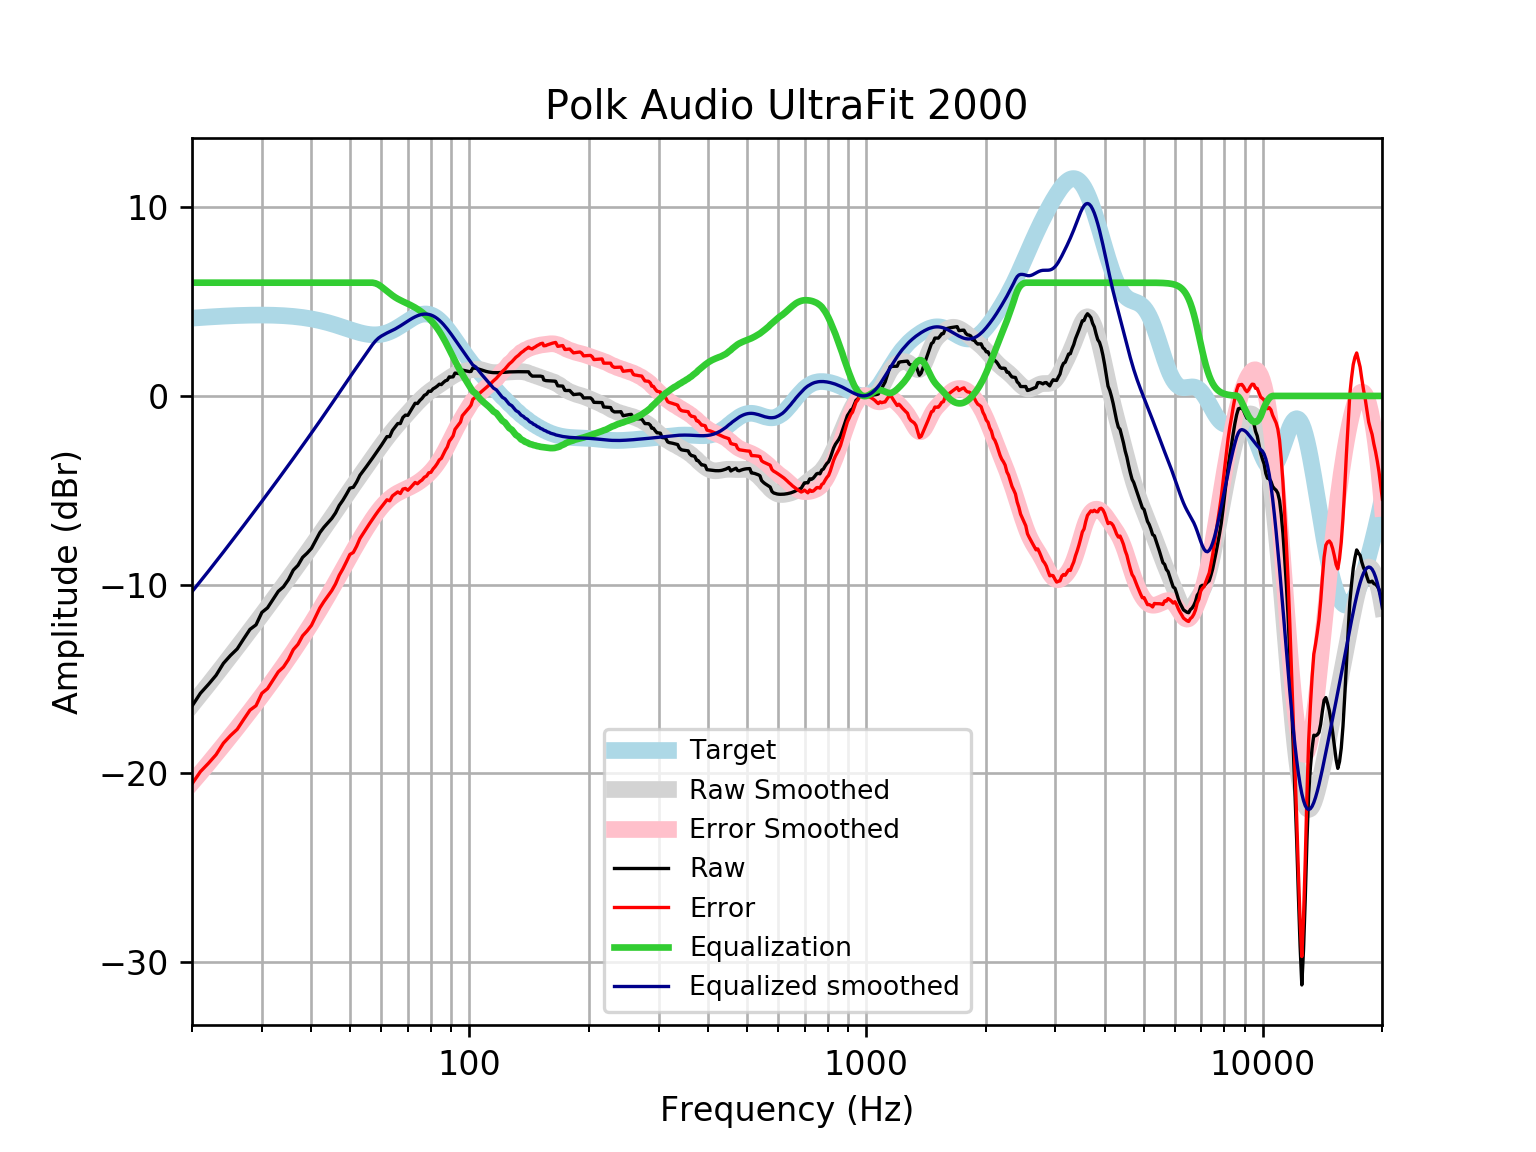 Polk Audio UltraFit 2000
10
0
−10
−20
−30
Amplitude (dBr)
Target
Raw Smoothed
Error Smoothed
Raw
Error
Equalization
Equalized smoothed
100
1000
10000
Frequency (Hz)